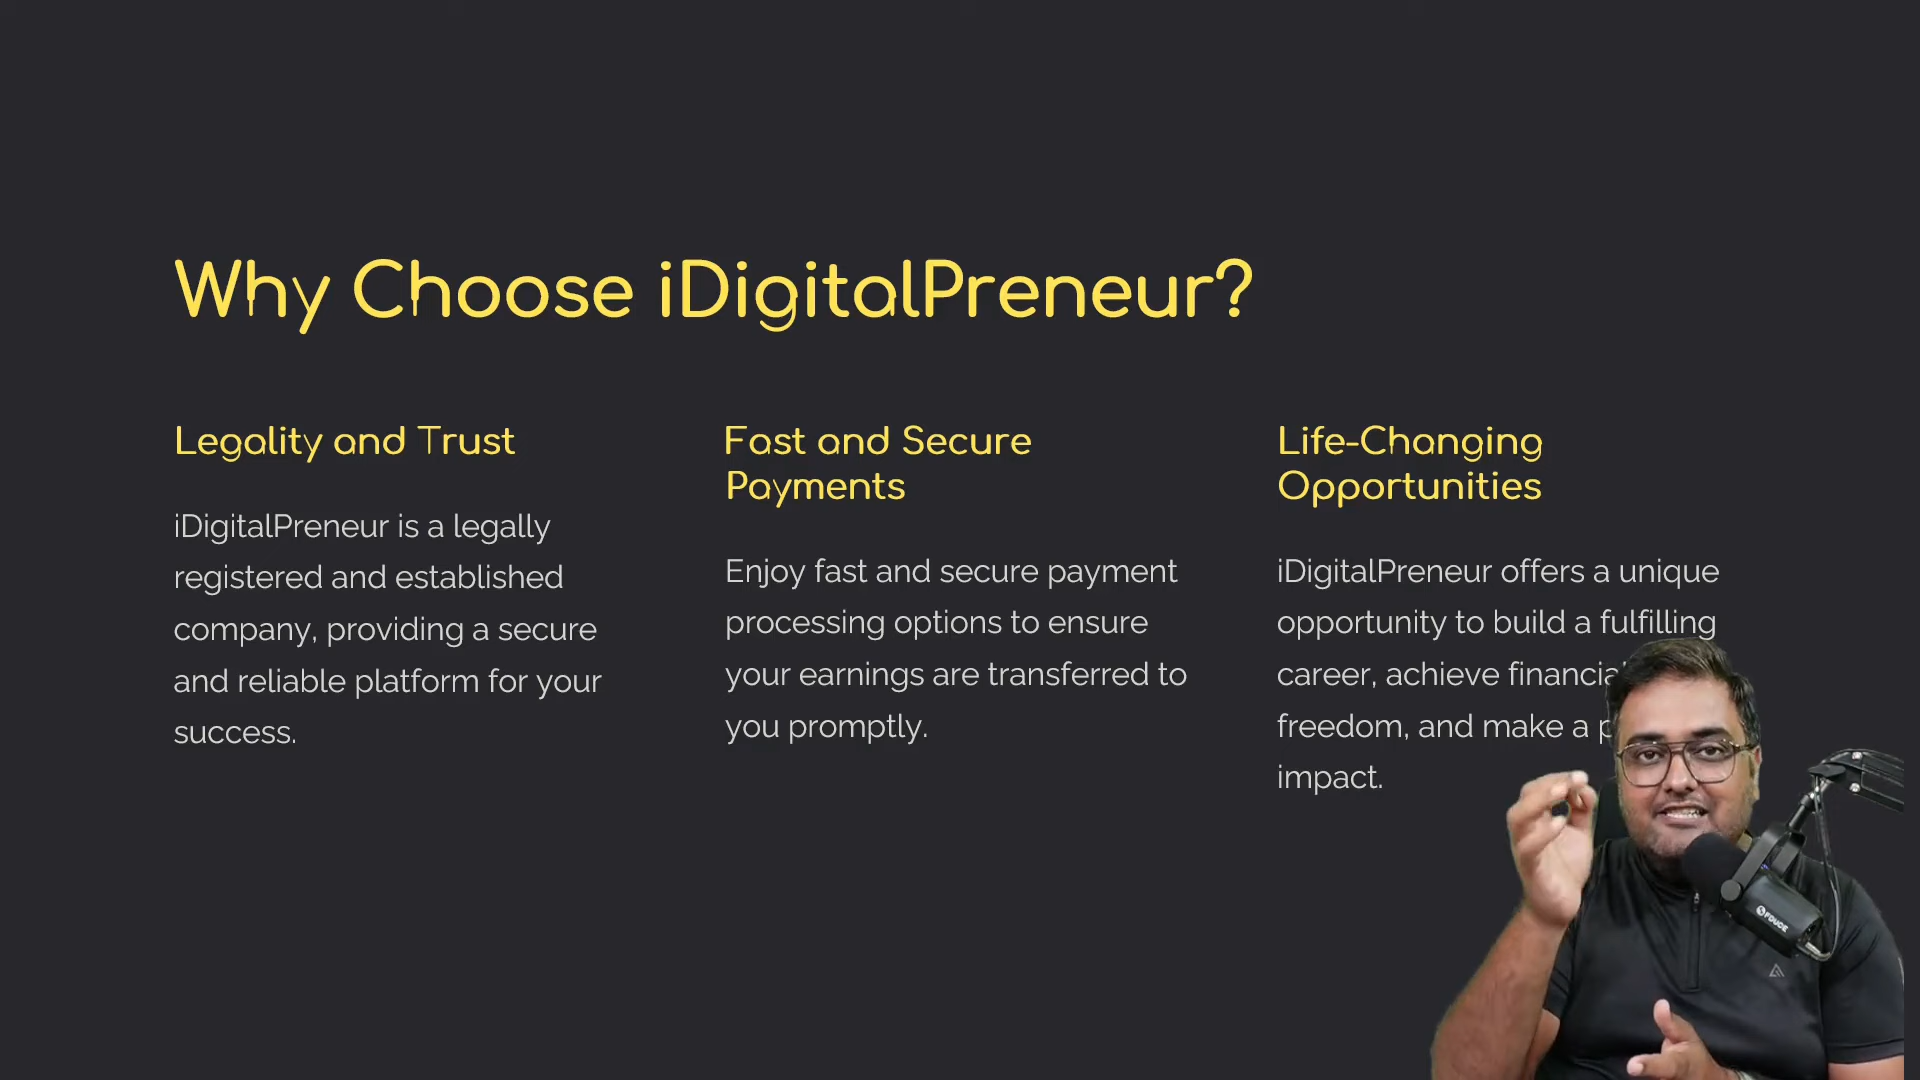 Why Choose iDigitalPreneur?
Legality and Trust
iDigitalPreneur is a legally
registered and established
company, providing a secure
and reliable platform for your
success.
Fast and Secure
Payments
Enjoy fast and secure payment
processing options to ensure
your earnings are transferred to
you promptly.
Life-Changing
Opportunities
iDigitalPreneur offers a unique
opportunity to build a fulfilling
career, achieve
freedom, and make a
impact.
FDUCE